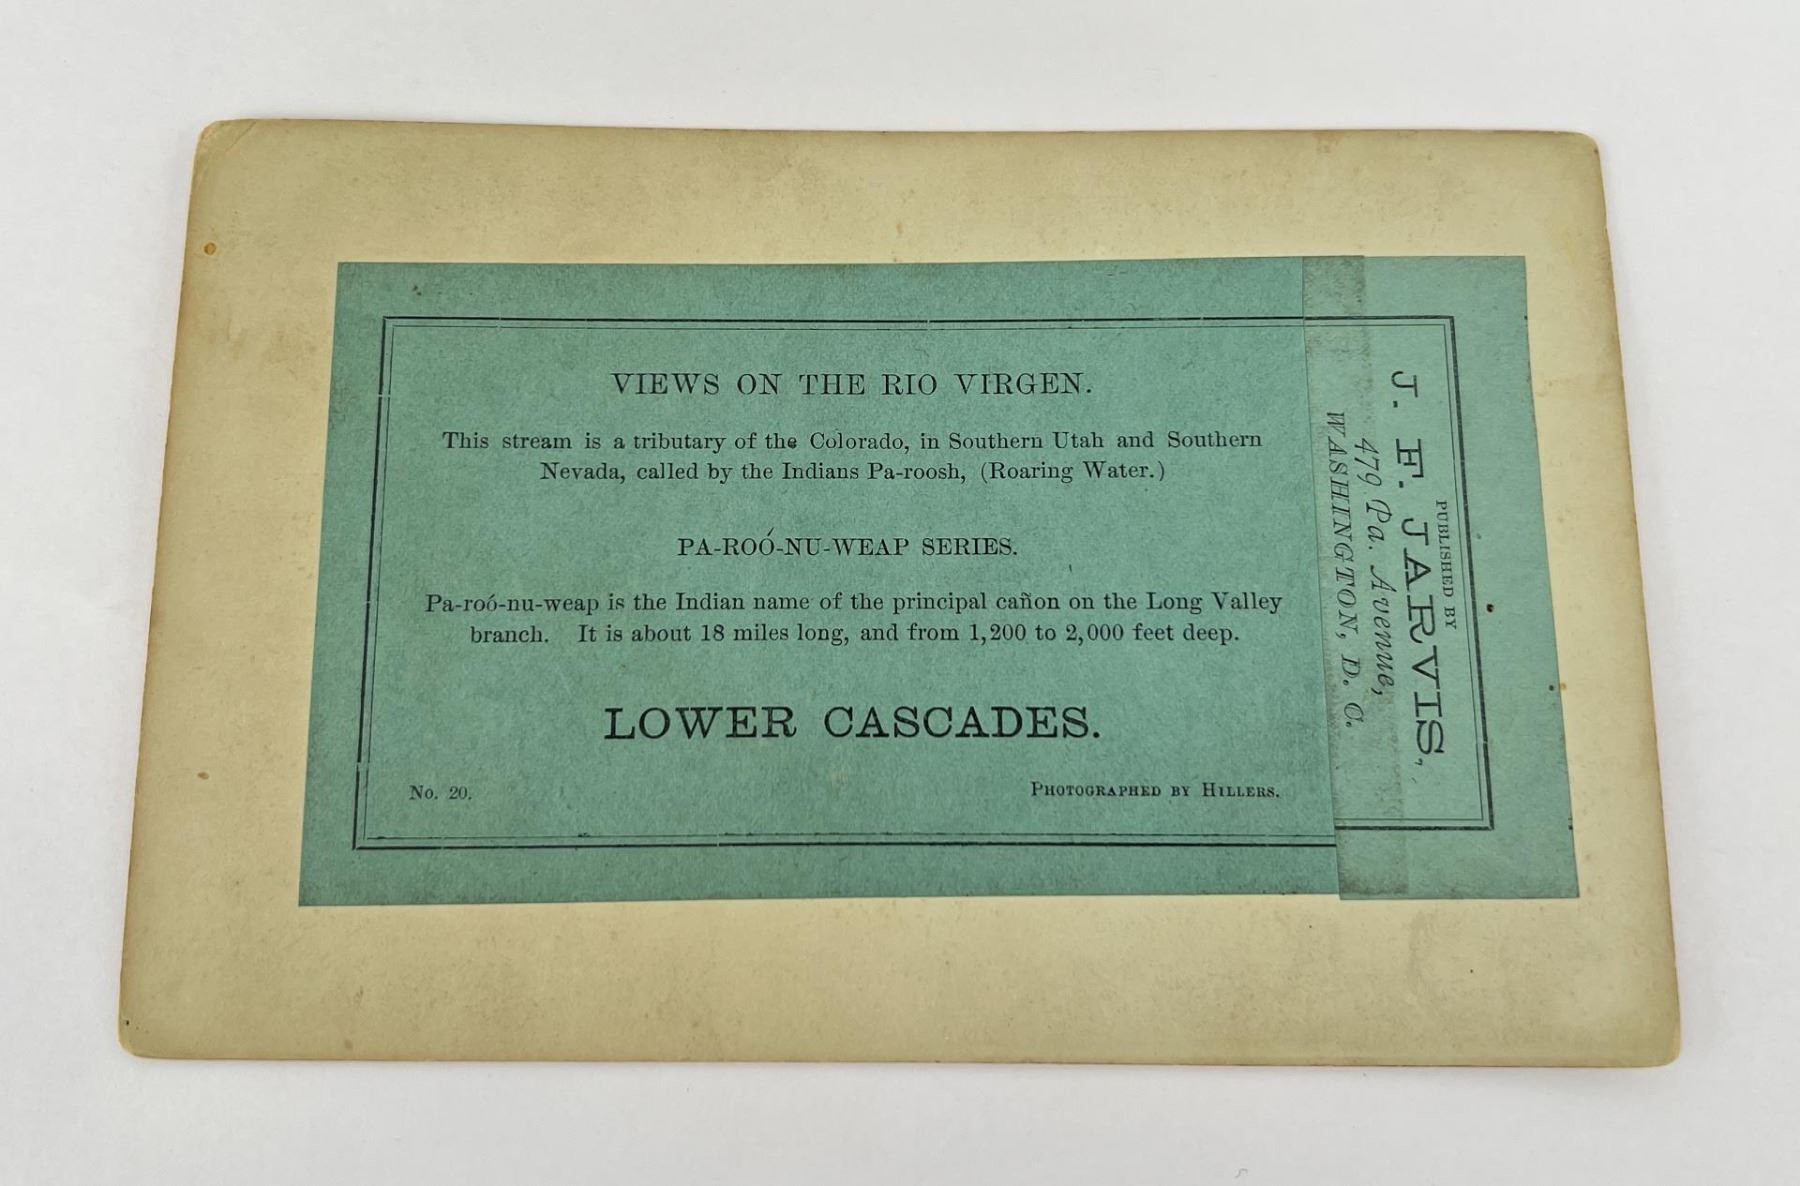 VIEWS ON THE RIO VIRGEN.
This stream is a tributary of the Colorado, in Southern Utah and Southern
Nevada, called by the Indians Pa-roosh, (Roaring Water.)
PA-ROÓ-NU-WEAP SERIES.
Pa-roó-nu-weap is the Indian name of the principal cañon on the Long Valley
branch. It is about 18 miles long, and from 1,200 to 2,000 feet deep.
LOWER CASCADES.
No. 20.
PHOTOGRAPHED BY HILLERS.
PUBLISHED BY
J. F. JARVIS,
479 Pa. Avenue,
WASHINGTON, D. C.